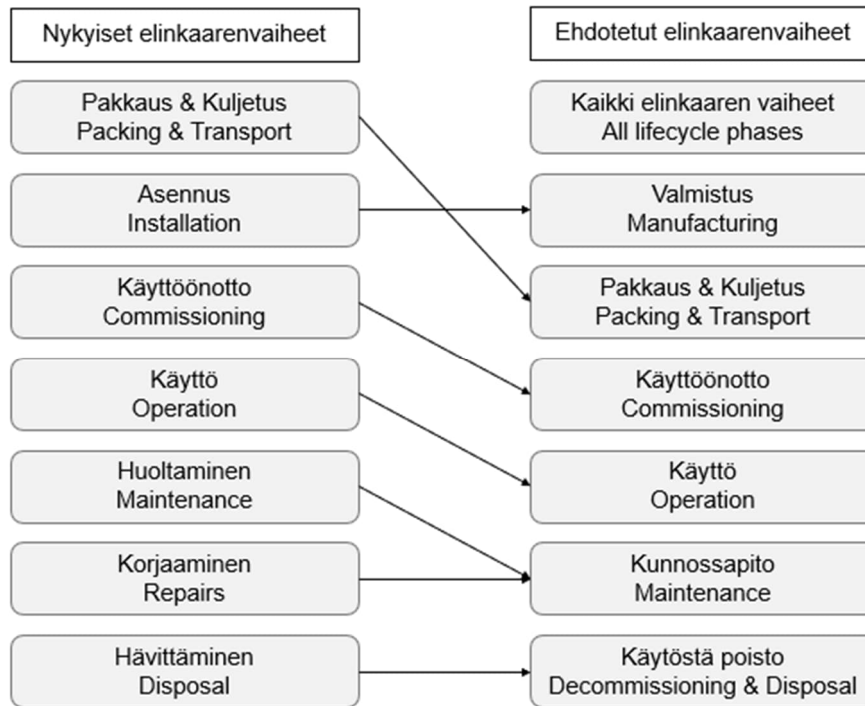 Nykyiset elinkaarenvaiheet
Pakkaus & Kuljetus
Packing & Transport
Asennus
Installation
Käyttöönotto
Commissioning
Käyttö
Operation
Huoltaminen
Maintenance
Korjaaminen
Repairs
Hävittäminen
Disposal
Ehdotetut elinkaarenvaiheet
Kaikki elinkaaren vaiheet
All lifecycle phases
Valmistus
Manufacturing
Pakkaus & Kuljetus
Packing & Transport
Käyttöönotto
Commissioning
Käyttö
Operation
Kunnossapito
Maintenance
Käytöstä poisto
Decommissioning & Disposal